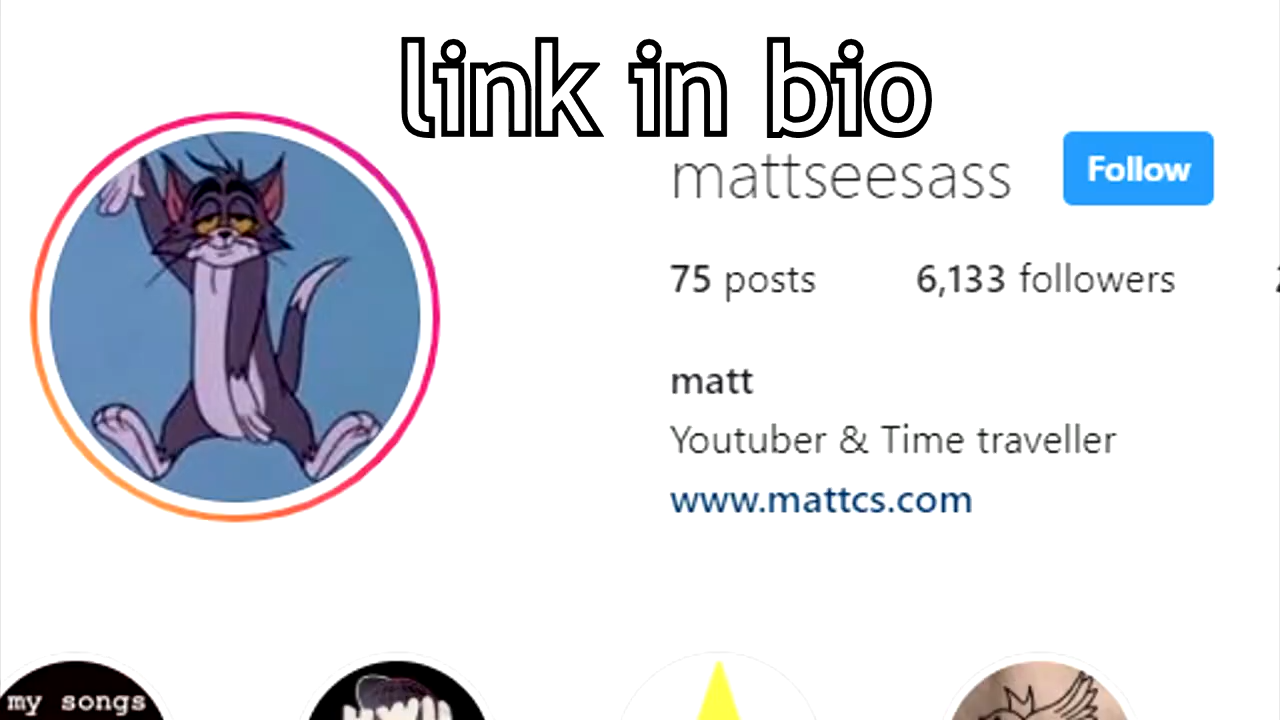 link in bio
mattseesass
Follow
75 posts 6,133 followers
matt
Youtuber & Time traveller
www.mattcs.com
my songs